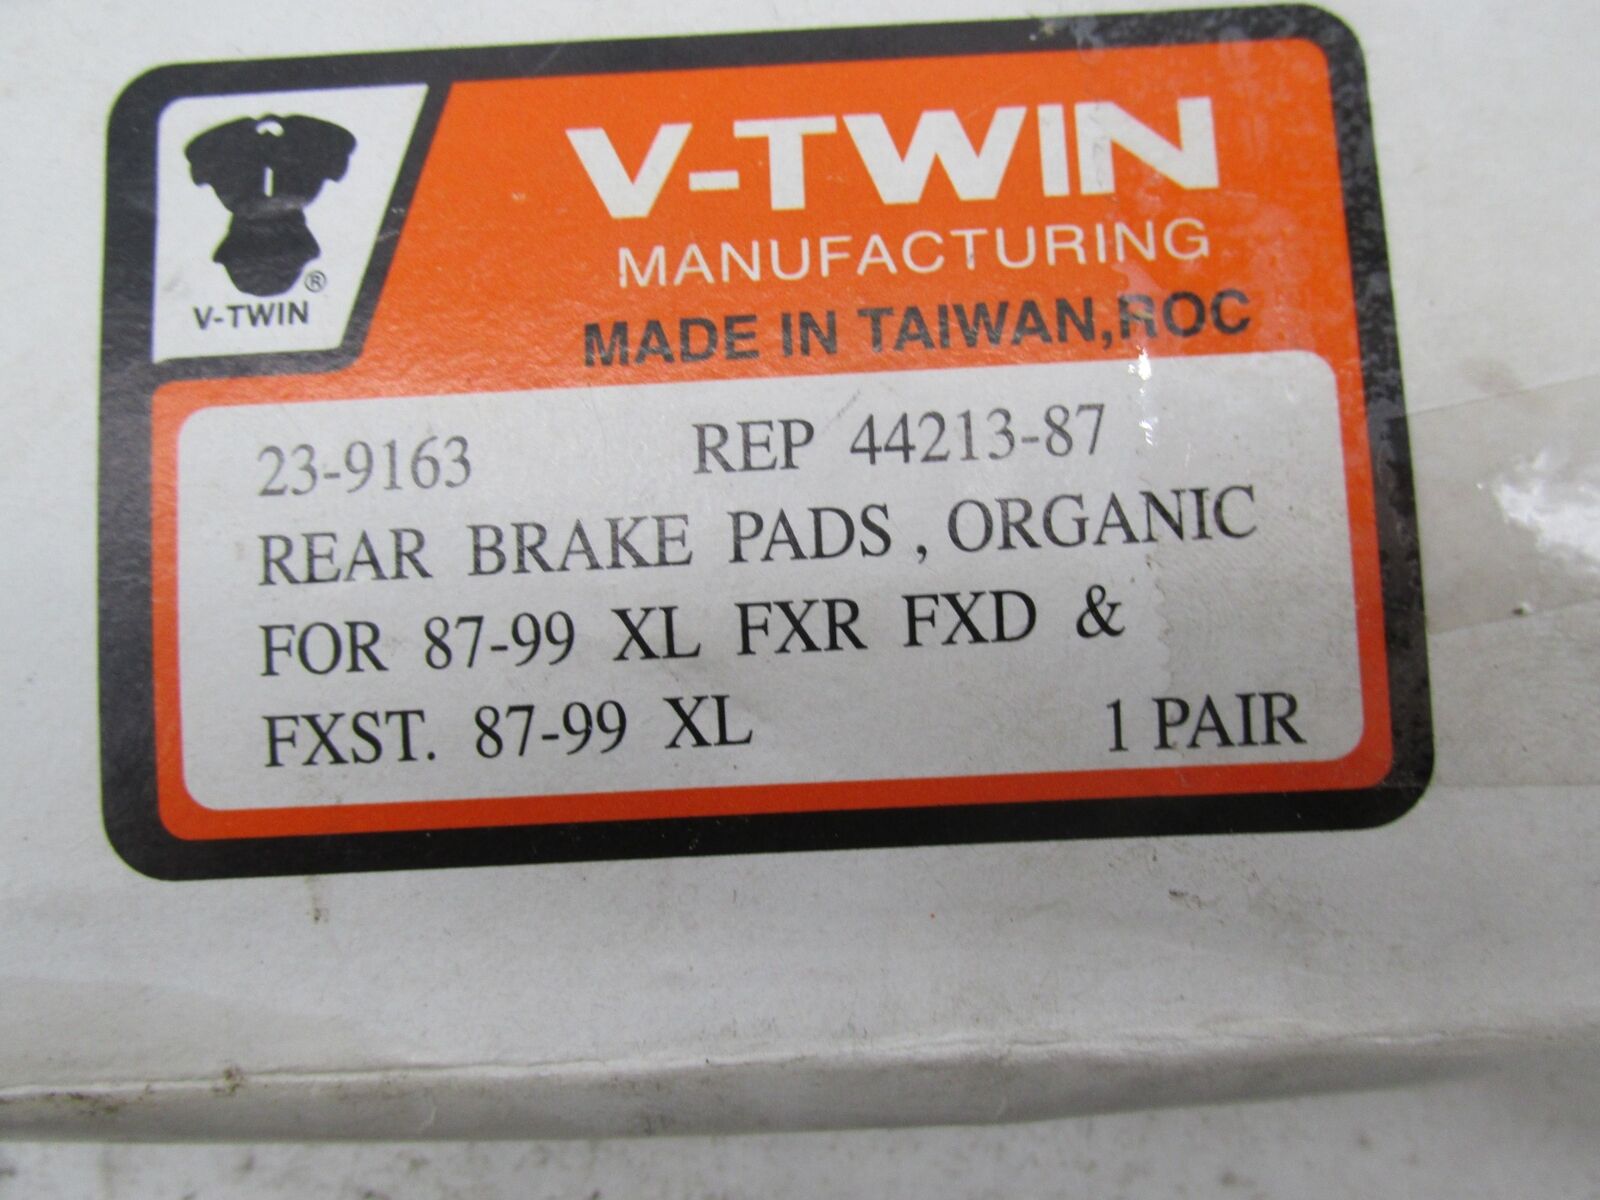 V-TWIN
MANUFACTURING
MADE IN TAIWAN,ROC
®
V-TWIN
23-9163 REP 44213-87
REAR BRAKE PADS , ORGANIC
FOR 87-99 XL FXR FXD &
FXST. 87-99 XL 1 PAIR